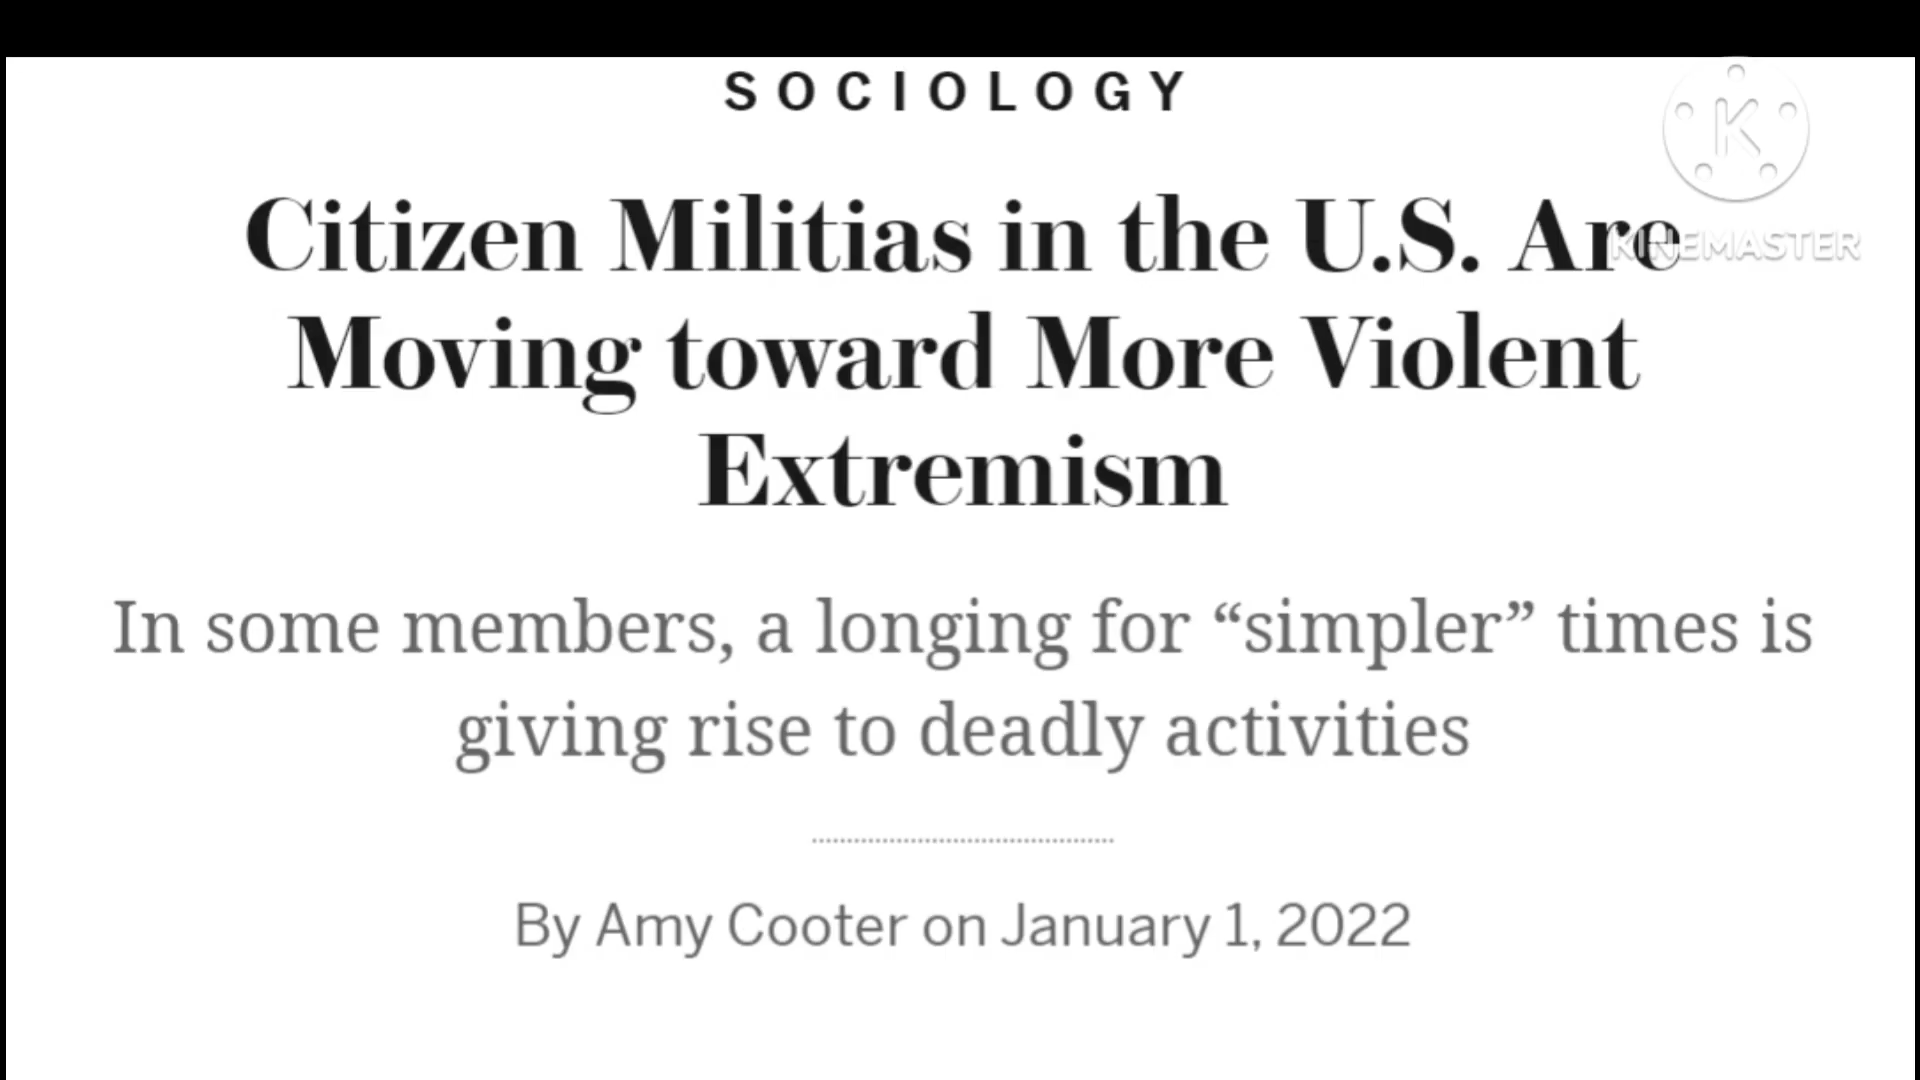 SOCIOLOGY
Citizen Militias in the U.S. Are
Moving toward More Violent
Extremism
In some members, a longing for “simpler” times is
giving rise to deadly activities
By Amy Cooter on January 1, 2022
K
KINEMASTER